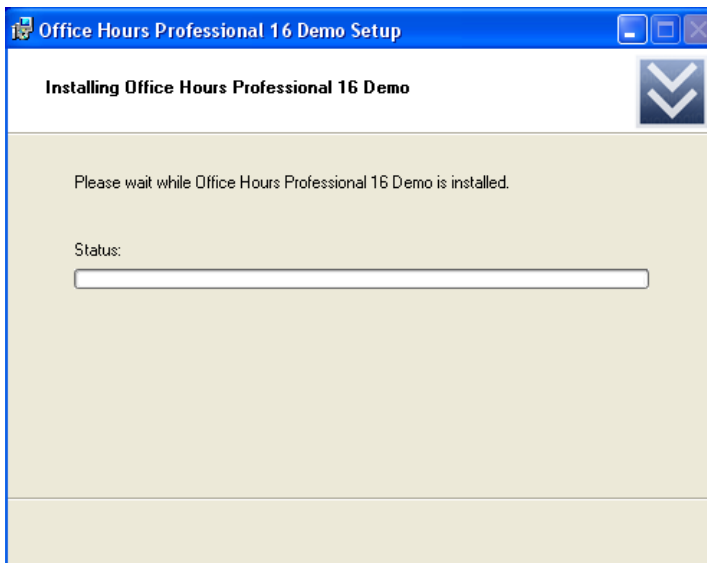 Office Hours Professional 16 Demo Setup
Installing Office Hours Professional 16 Demo
Please wait while Office Hours Professional 16 Demo is installed.
Status: